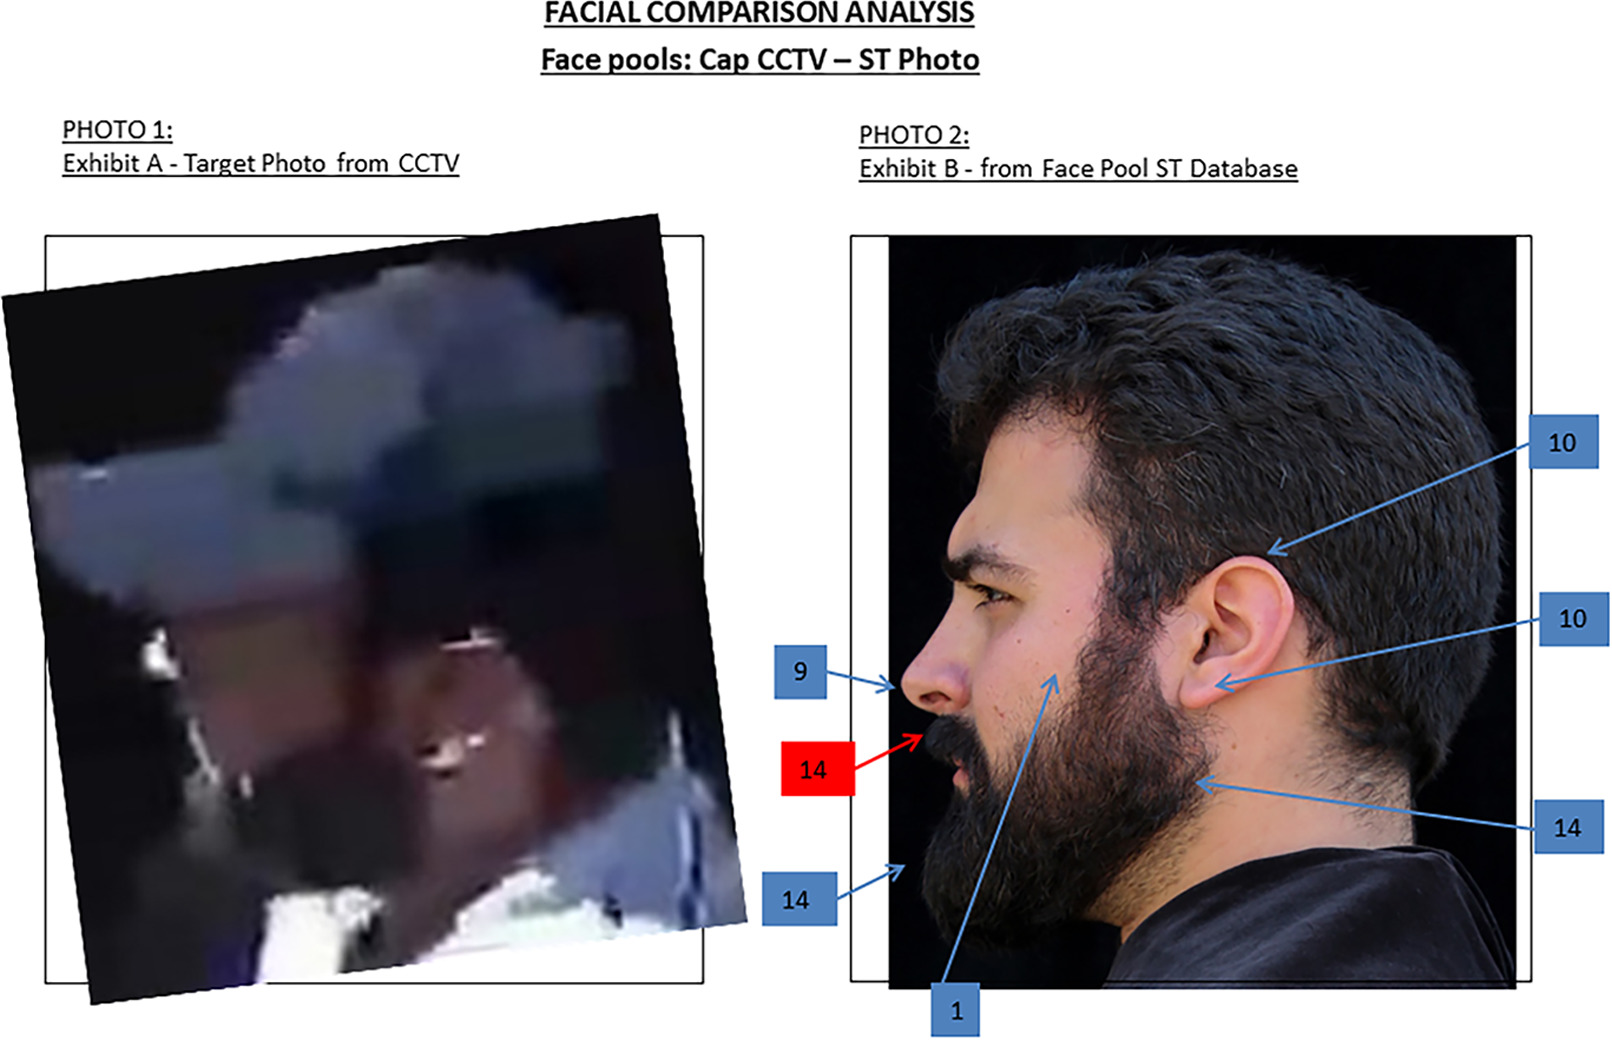 FACIAL COMPARISON ANALYSIS
Face pools: Cap CCTV – ST Photo
PHOTO 1:
Exhibit A - Target Photo from CCTV
PHOTO 2:
Exhibit B - from Face Pool ST Database
10
10
9
14
14
14
1